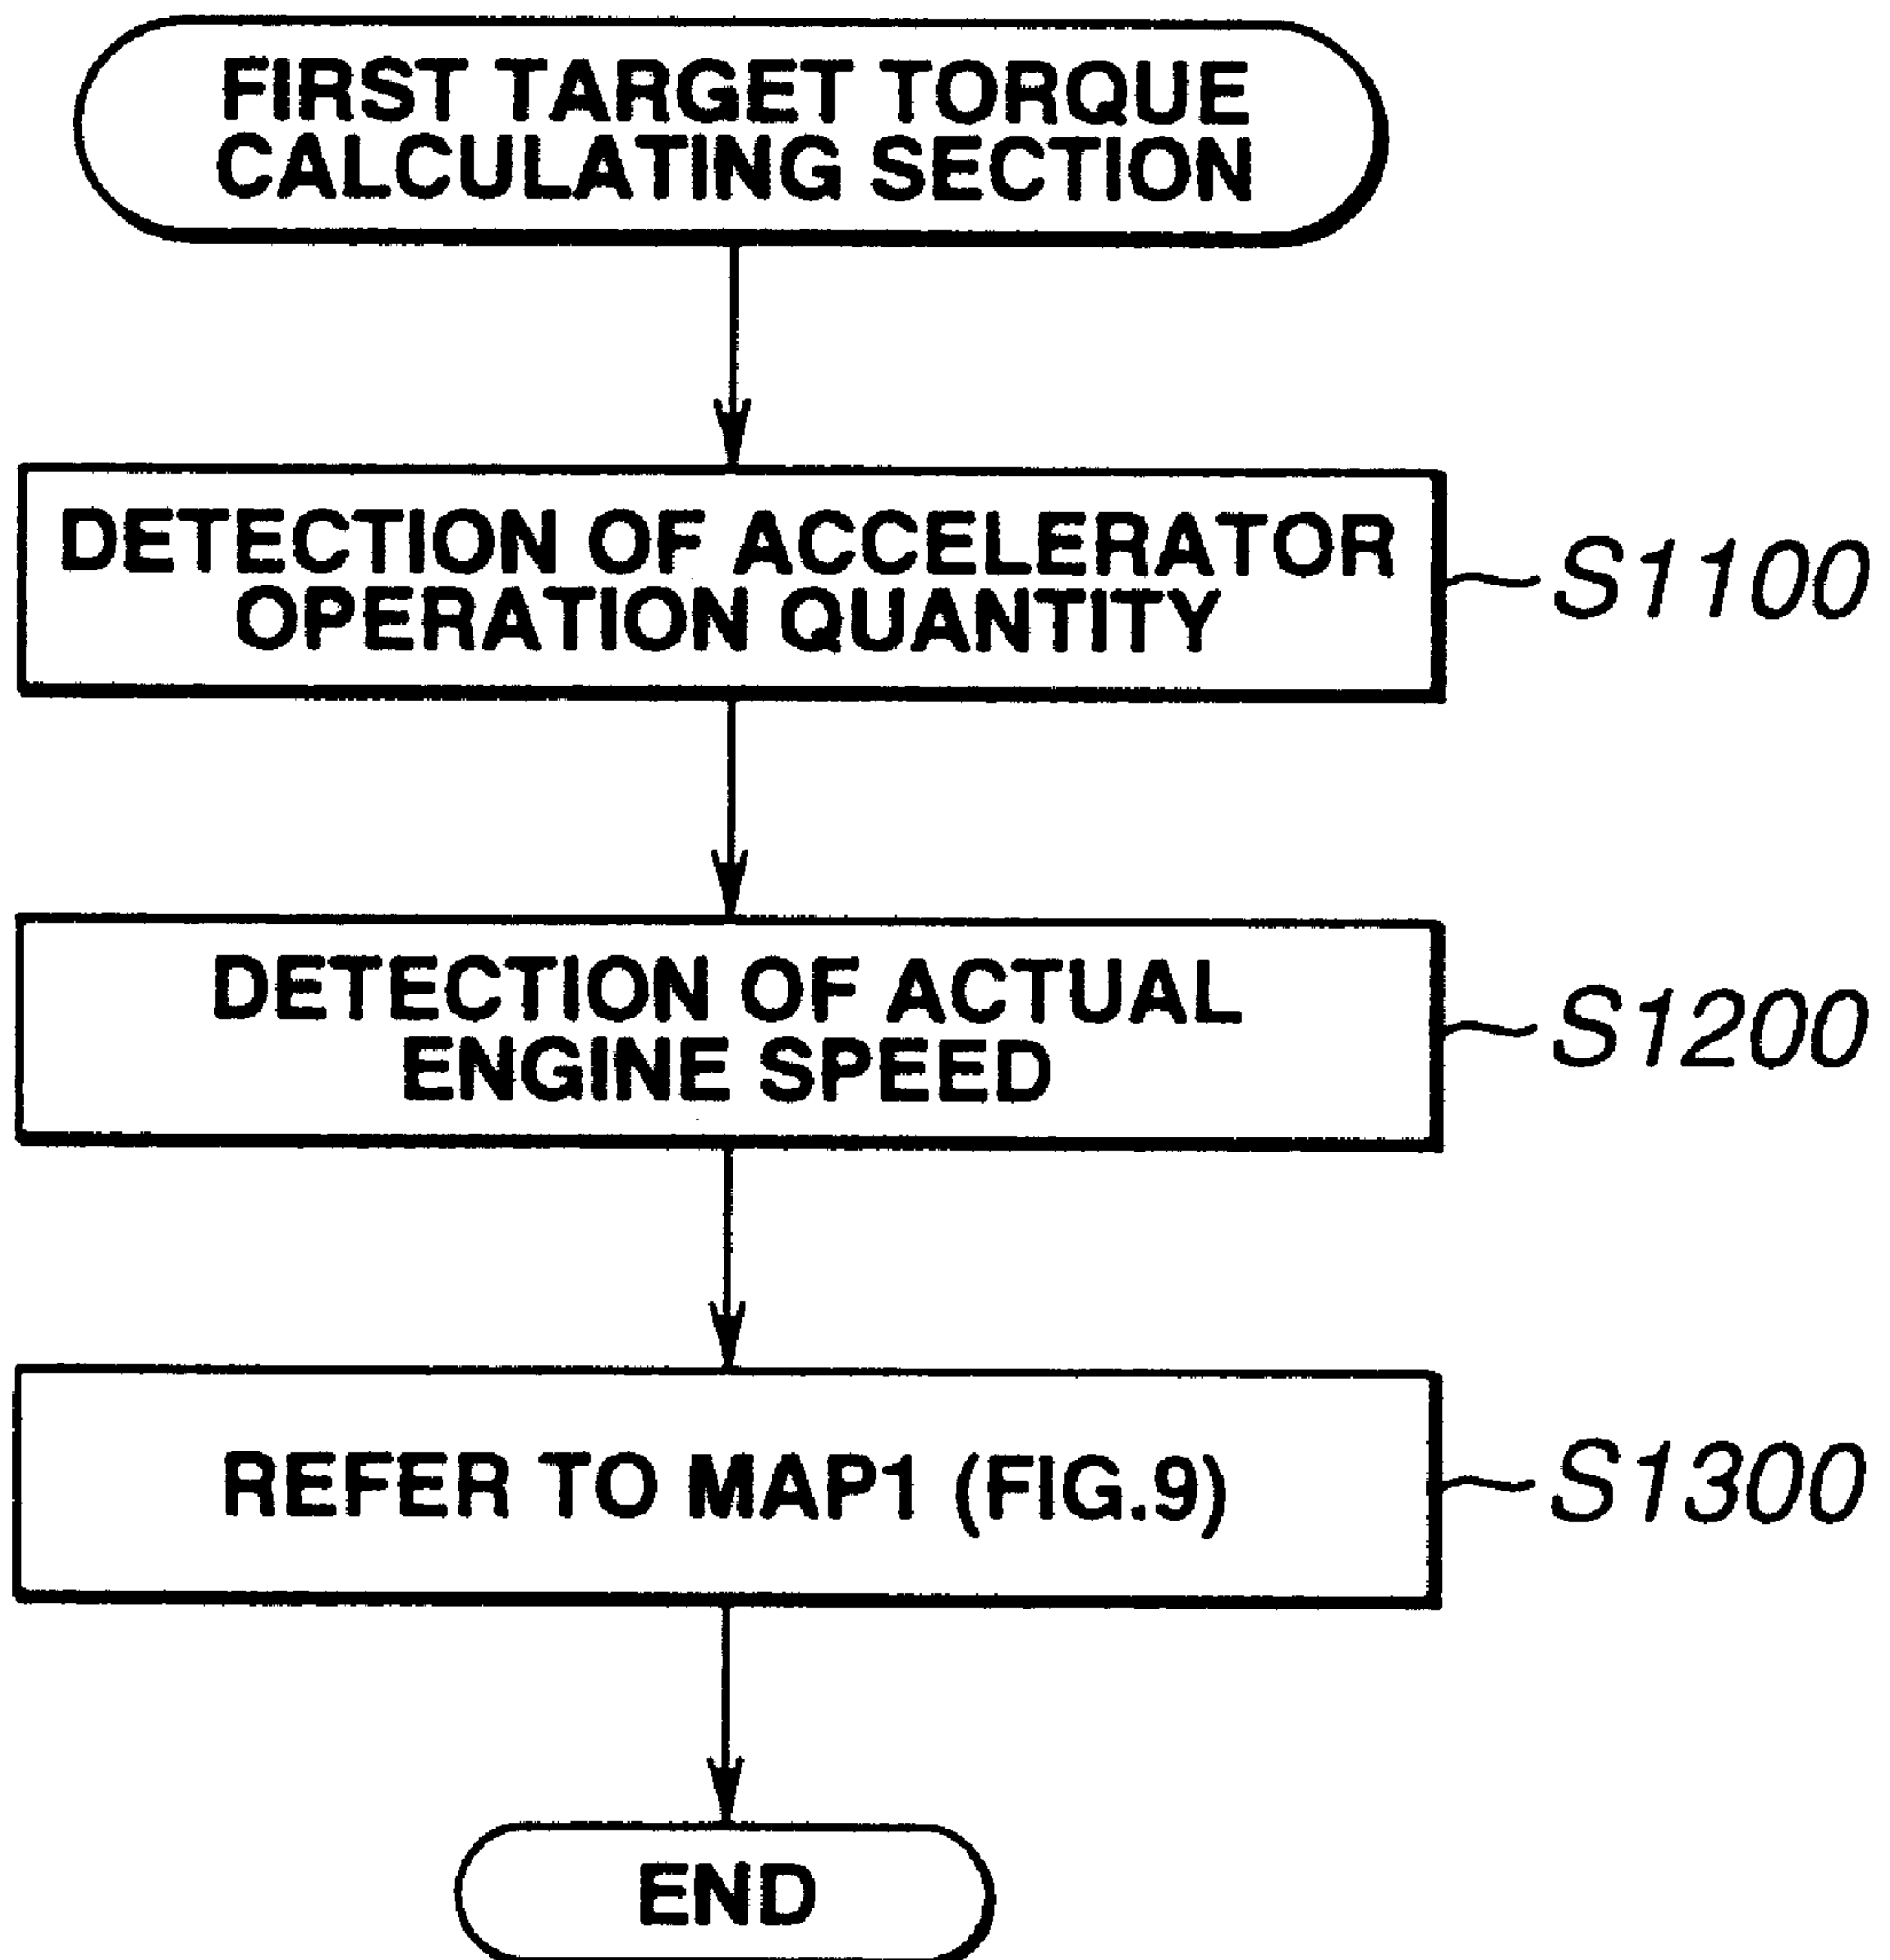 FIRST TARGET TORQUE
CALCULATING SECTION
DETECTION OF ACCELERATOR
OPERATION QUANTITY
S1100
DETECTION OF ACTUAL
ENGINE SPEED
S1200
REFER TO MAP1 (FIG.9)
S1300
END